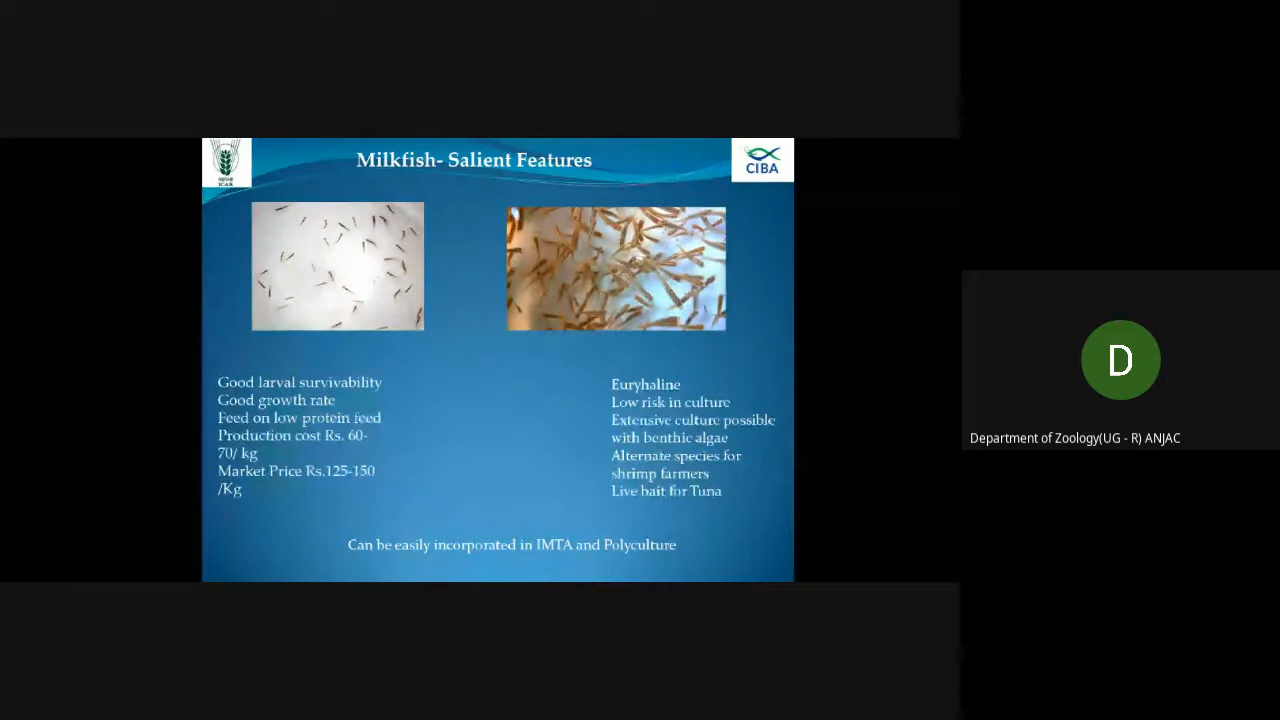 Milkfish- Salient Features
ICAR
CIBA
Good larval survivability
Good growth rate
Feed on low protein feed
Production cost Rs. 60-
70/ kg
Market Price Rs.125-150
/Kg
Euryhaline
Low risk in culture
Extensive culture possible
with benthic algae
Alternate species for
shrimp farmers
Live bait for Tuna
Can be easily incorporated in IMTA and Polyculture
D
Department of Zoology(UG - R) ANJAC